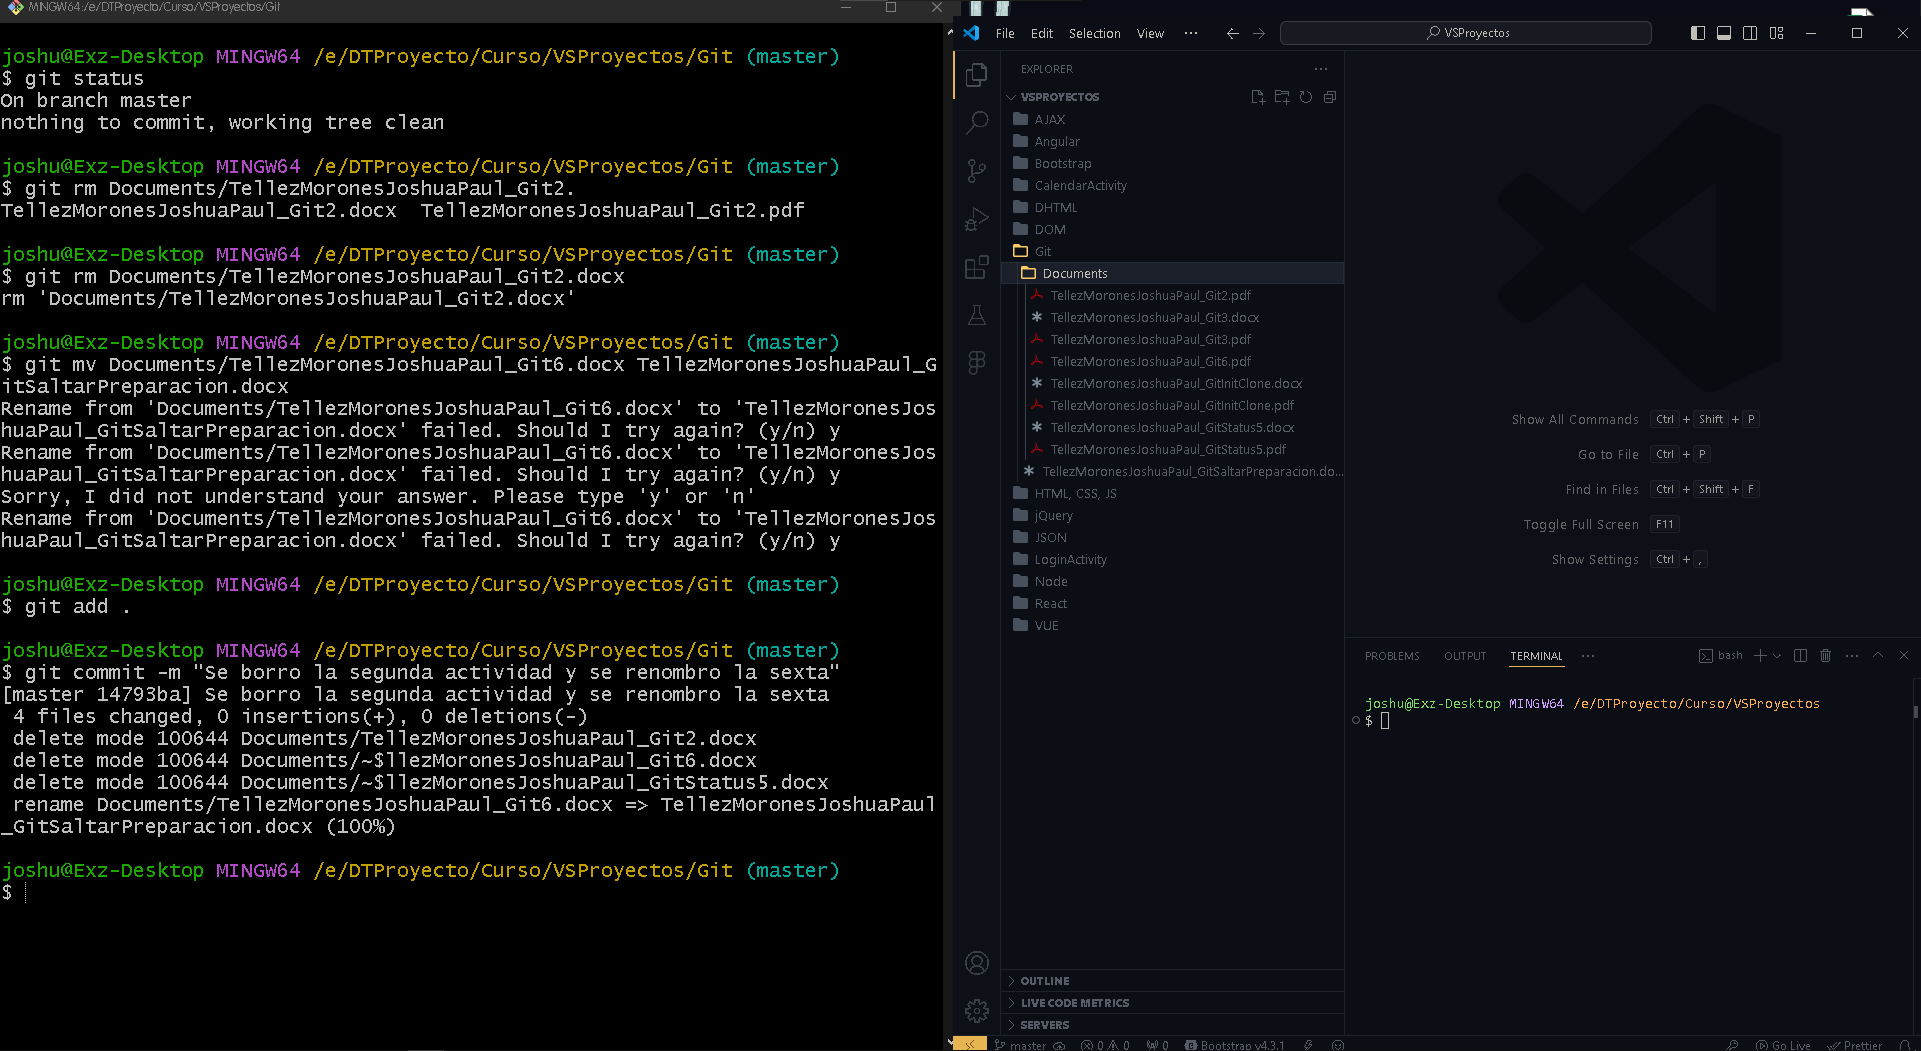 MINGW64:/e/DTProyecto/Curso/VSProyectos/Git
joshu@Exz-Desktop MINGW64 /e/DTProyecto/Curso/VSProyectos/Git (master)
$ git status
On branch master
nothing to commit, working tree clean
joshu@Exz-Desktop MINGW64 /e/DTProyecto/Curso/VSProyectos/Git (master)
$ git rm Documents/TellezMoronesJoshuaPaul_Git2.
TellezMoronesJoshuaPaul_Git2.docx  TellezMoronesJoshuaPaul_Git2.pdf
joshu@Exz-Desktop MINGW64 /e/DTProyecto/Curso/VSProyectos/Git (master)
$ git rm Documents/TellezMoronesJoshuaPaul_Git2.docx
rm 'Documents/TellezMoronesJoshuaPaul_Git2.docx'
joshu@Exz-Desktop MINGW64 /e/DTProyecto/Curso/VSProyectos/Git (master)
$ git mv Documents/TellezMoronesJoshuaPaul_Git6.docx TellezMoronesJoshuaPaul_G
itSaltarPreparacion.docx
Rename from 'Documents/TellezMoronesJoshuaPaul_Git6.docx' to 'TellezMoronesJos
huaPaul_GitSaltarPreparacion.docx' failed. Should I try again? (y/n) y
Rename from 'Documents/TellezMoronesJoshuaPaul_Git6.docx' to 'TellezMoronesJos
huaPaul_GitSaltarPreparacion.docx' failed. Should I try again? (y/n) y
Sorry, I did not understand your answer. Please type 'y' or 'n'
Rename from 'Documents/TellezMoronesJoshuaPaul_Git6.docx' to 'TellezMoronesJos
huaPaul_GitSaltarPreparacion.docx' failed. Should I try again? (y/n) y
joshu@Exz-Desktop MINGW64 /e/DTProyecto/Curso/VSProyectos/Git (master)
$ git add .
joshu@Exz-Desktop MINGW64 /e/DTProyecto/Curso/VSProyectos/Git (master)
$ git commit -m "Se borro la segunda actividad y se renombro la sexta"
[master 14793ba] Se borro la segunda actividad y se renombro la sexta
4 files changed, 0 insertions(+), 0 deletions(-)
delete mode 100644 Documents/TellezMoronesJoshuaPaul_Git2.docx
delete mode 100644 Documents/~$llezMoronesJoshuaPaul_Git6.docx
delete mode 100644 Documents/~$llezMoronesJoshuaPaul_GitStatus5.docx
rename Documents/TellezMoronesJoshuaPaul_Git6.docx => TellezMoronesJoshuaPaul
_GitSaltarPreparacion.docx (100%)
joshu@Exz-Desktop MINGW64 /e/DTProyecto/Curso/VSProyectos/Git (master)
$
File Edit Selection View ··· VSProyectos
EXPLORER
VSPROYECTOS
AJAX
Angular
Bootstrap
CalendarActivity
DHTML
DOM
Git
Documents
TellezMoronesJoshuaPaul_Git2.pdf
TellezMoronesJoshuaPaul_Git3.docx
TellezMoronesJoshuaPaul_Git3.pdf
TellezMoronesJoshuaPaul_Git6.pdf
TellezMoronesJoshuaPaul_GitInitClone.docx
TellezMoronesJoshuaPaul_GitInitClone.pdf
TellezMoronesJoshuaPaul_GitStatus5.docx
TellezMoronesJoshuaPaul_GitStatus5.pdf
TellezMoronesJoshuaPaul_GitSaltarPreparacion.do...
HTML, CSS, JS
jQuery
JSON
LoginActivity
Node
React
VUE
OUTLINE
LIVE CODE METRICS
SERVERS
Show All Commands Ctrl + Shift + P
Go to File Ctrl + P
Find in Files Ctrl + Shift + F
Toggle Full Screen F11
Show Settings Ctrl + ,
PROBLEMS OUTPUT TERMINAL ··· bash
joshu@Exz-Desktop MINGW64 /e/DTProyecto/Curso/VSProyectos
$
master 0 0 0 Bootstrap v4.3.1 Go Live Prettier